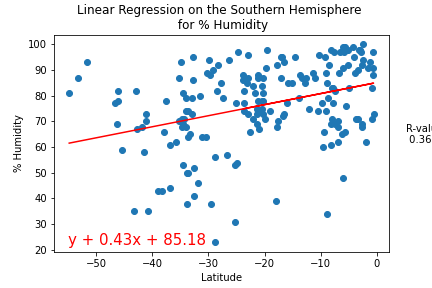 Linear Regression on the Southern Hemisphere
for % Humidity
100
90
80
70
60
50
40
30
20
% Humidity
R-valu
0.36
y + 0.43x + 85.18
−50
−40
−30
−20
−10
0
Latitude